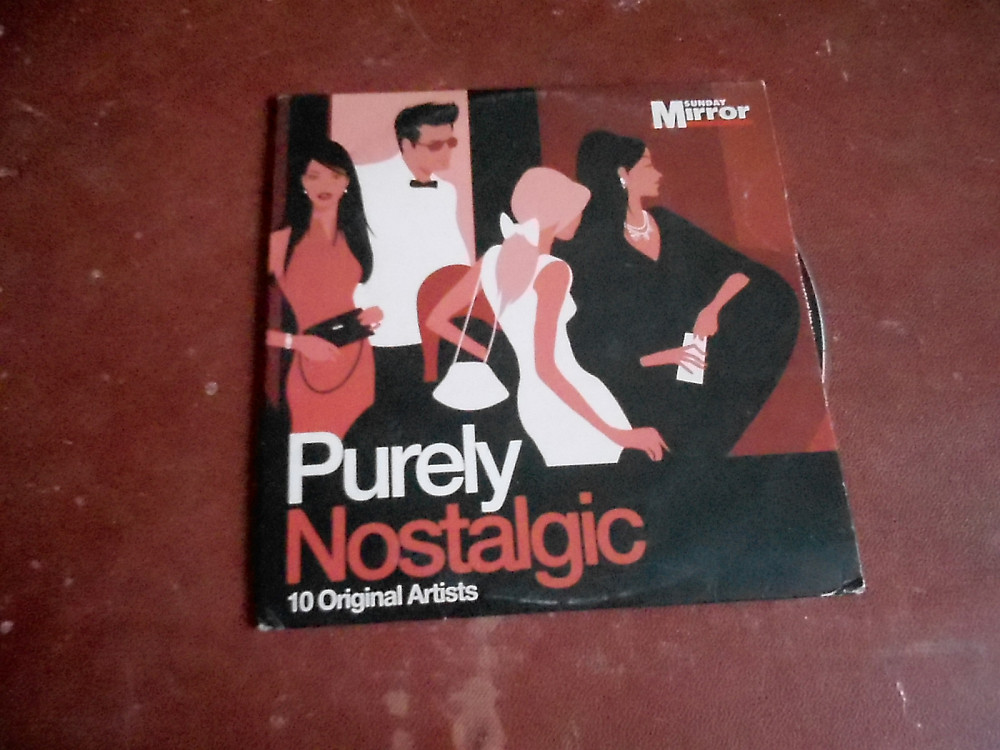 SUNDAY
Mirror
Purely
Nostalgic
10 Original Artists